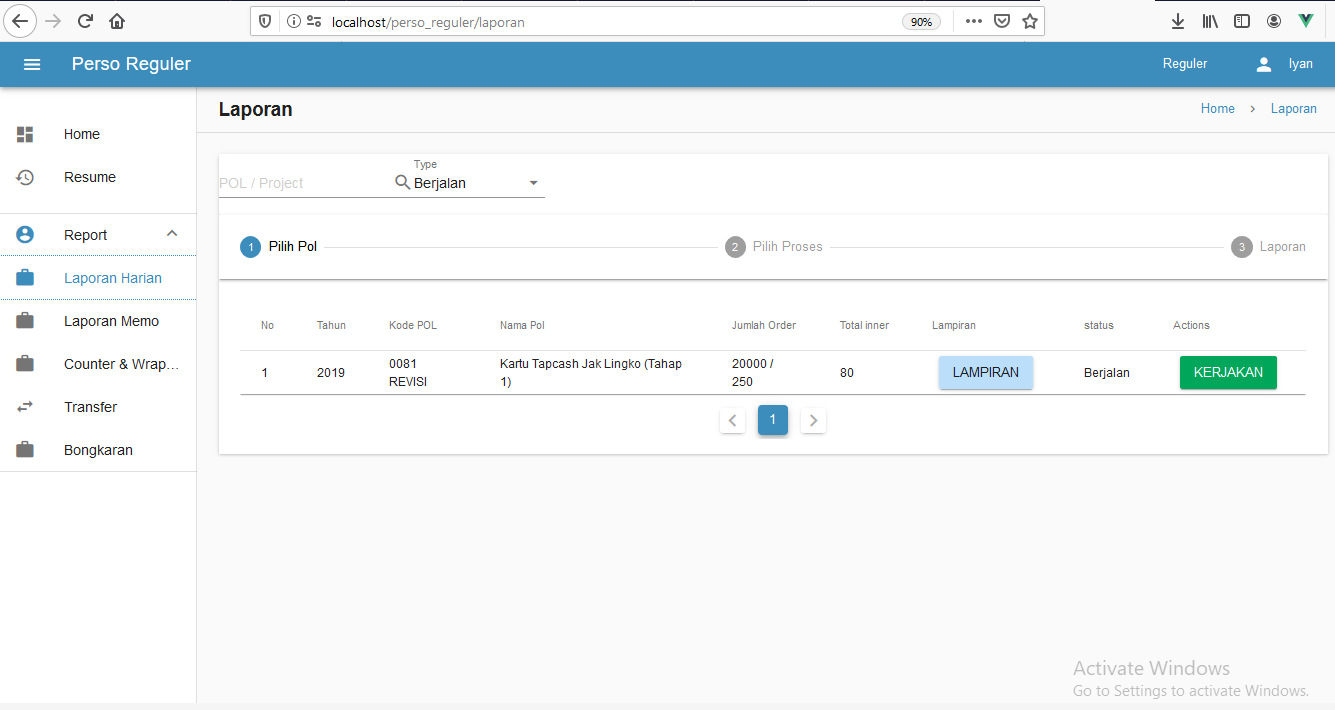 localhost/perso_reguler/laporan
90%
Perso Reguler
Reguler
Iyan
Home
Resume
Report
Laporan Harian
Laporan Memo
Counter & Wrap...
Transfer
Bongkaran
Laporan
Home > Laporan
POL / Project
Type
Berjalan
1 Pilih Pol
2 Pilih Proses
3 Laporan
No Tahun Kode POL Nama Pol Jumlah Order Total inner Lampiran status Actions
1 2019 0081 REVISI Kartu Tapcash Jak Lingko (Tahap 1) 20000 / 250 80 LAMPIRAN Berjalan KERJAKAN
1
Activate Windows
Go to Settings to activate Windows.